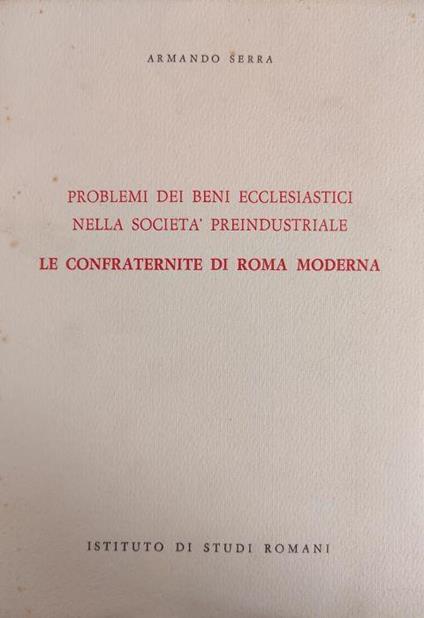 ARMANDO SERRA
PROBLEMI DEI BENI ECCLESIASTICI
NELLA SOCIETA' PREINDUSTRIALE
LE CONFRATERNITE DI ROMA MODERNA
ISTITUTO DI STUDI ROMANI